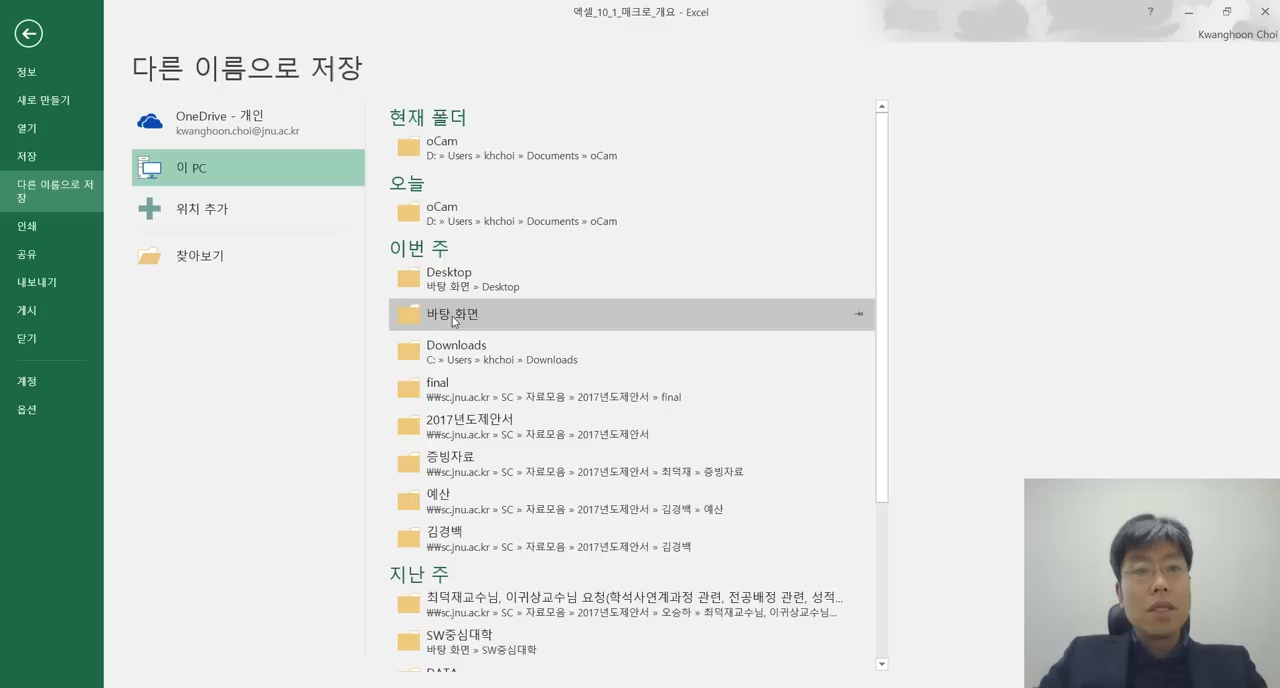 엑셀_10_1_매크로_개요 - Excel
?
Kwanghoon Choi
정보
새로 만들기
열기
저장
다른 이름으로 저
장
인쇄
공유
내보내기
게시
닫기
계정
옵션
다른 이름으로 저장
OneDrive - 개인
kwanghoon.choi@jnu.ac.kr
이 PC
위치 추가
찾아보기
현재 폴더
oCam
D: » Users » khchoi » Documents » oCam
오늘
oCam
D: » Users » khchoi » Documents » oCam
이번 주
Desktop
바탕 화면 » Desktop
바탕 화면
Downloads
C: » Users » khchoi » Downloads
final
₩₩sc.jnu.ac.kr » SC » 자료모음 » 2017년도제안서 » final
2017년도제안서
₩₩sc.jnu.ac.kr » SC » 자료모음 » 2017년도제안서
증빙자료
₩₩sc.jnu.ac.kr » SC » 자료모음 » 2017년도제안서 » 최덕재 » 증빙자료
예산
₩₩sc.jnu.ac.kr » SC » 자료모음 » 2017년도제안서 » 김경백 » 예산
김경백
₩₩sc.jnu.ac.kr » SC » 자료모음 » 2017년도제안서 » 김경백
지난 주
최덕재교수님, 이귀상교수님 요청(학석사연계과정 관련, 전공배정 관련, 성적...
₩₩sc.jnu.ac.kr » SC » 자료모음 » 2017년도제안서 » 오승하 » 최덕재교수님, 이귀상교수님...
SW중심대학
바탕 화면 » SW중심대학
DATA